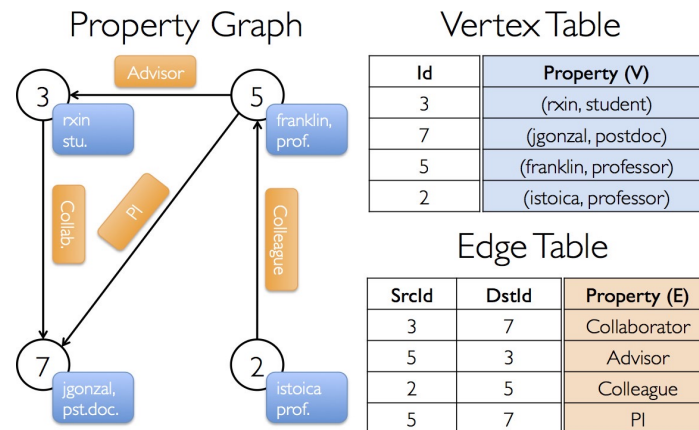 Property Graph
Advisor
3
5
rxin
stu.
franklin,
prof.
Collab.
PI
Colleague
7
2
jgonzal,
pst.doc.
istoica
prof.
Vertex Table
Id Property (V)
3 (rxin, student)
7 (jgonzal, postdoc)
5 (franklin, professor)
2 (istoica, professor)
Edge Table
SrcId DstId Property (E)
3 7 Collaborator
5 3 Advisor
2 5 Colleague
5 7 PI